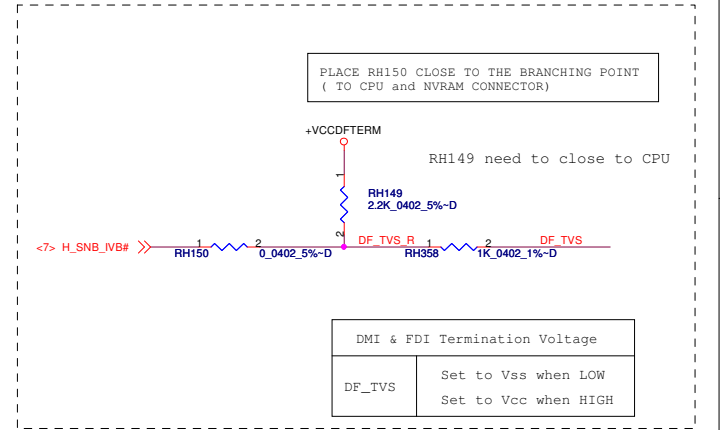 PLACE RH150 CLOSE TO THE BRANCHING POINT
( TO CPU and NVRAM CONNECTOR)
+VCCDFTERM
RH149 need to close to CPU
1
RH149
2.2K_0402_5%~D
2
<7> H_SNB_IVB#
1
2
DF_TVS_R
1
2
DF_TVS
RH150
0_0402_5%~D
RH358
1K_0402_1%~D
DMI & FDI Termination Voltage
DF_TVS
Set to Vss when LOW
Set to Vcc when HIGH